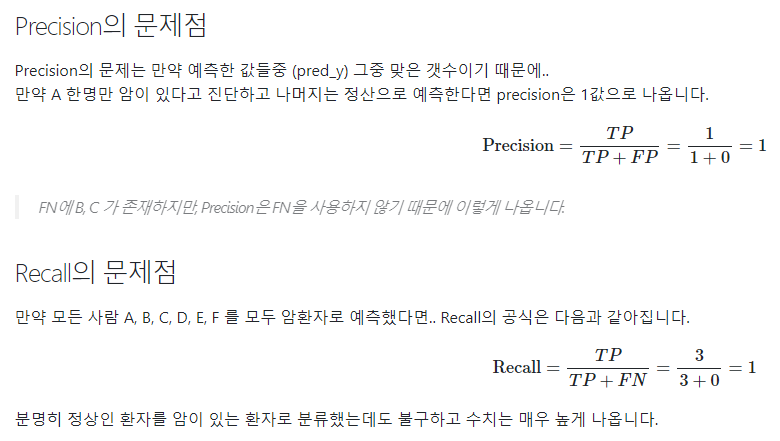 Precision의 문제점
Precision의 문제는 만약 예측한 값들중 (pred_y) 그중 맞은 갯수이기 때문에..
만약 A 한명만 암이 있다고 진단하고 나머지는 정산으로 예측한다면 precision은 1값으로 나옵니다.
Precision = TP / (TP + FP) = 1 / (1 + 0) = 1
FN에 B, C 가 존재하지만, Precision은 FN을 사용하지 않기 때문에 이렇게 나옵니다.
Recall의 문제점
만약 모든 사람 A, B, C, D, E, F 를 모두 암환자로 예측했다면.. Recall의 공식은 다음과 같아집니다.
Recall = TP / (TP + FN) = 3 / (3 + 0) = 1
분명히 정상인 환자를 암이 있는 환자로 분류했는데도 불구하고 수치는 매우 높게 나옵니다.